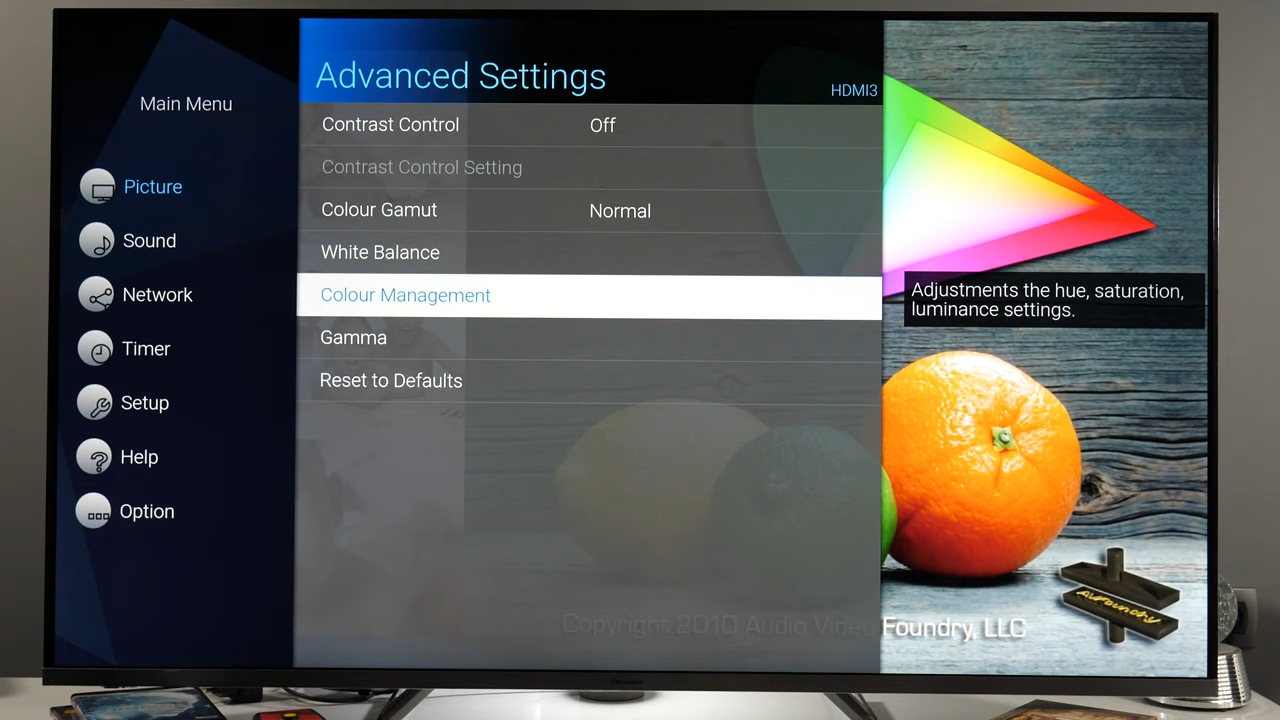 Main Menu
Picture
Sound
Network
Timer
Setup
Help
Option
Advanced Settings
HDMI3
Contrast Control Off
Contrast Control Setting
Colour Gamut Normal
White Balance
Colour Management
Gamma
Reset to Defaults
Adjustments the hue, saturation,
luminance settings.
AVFoundry
Copyright 2010 Audio Video Foundry, LLC
Panasonic